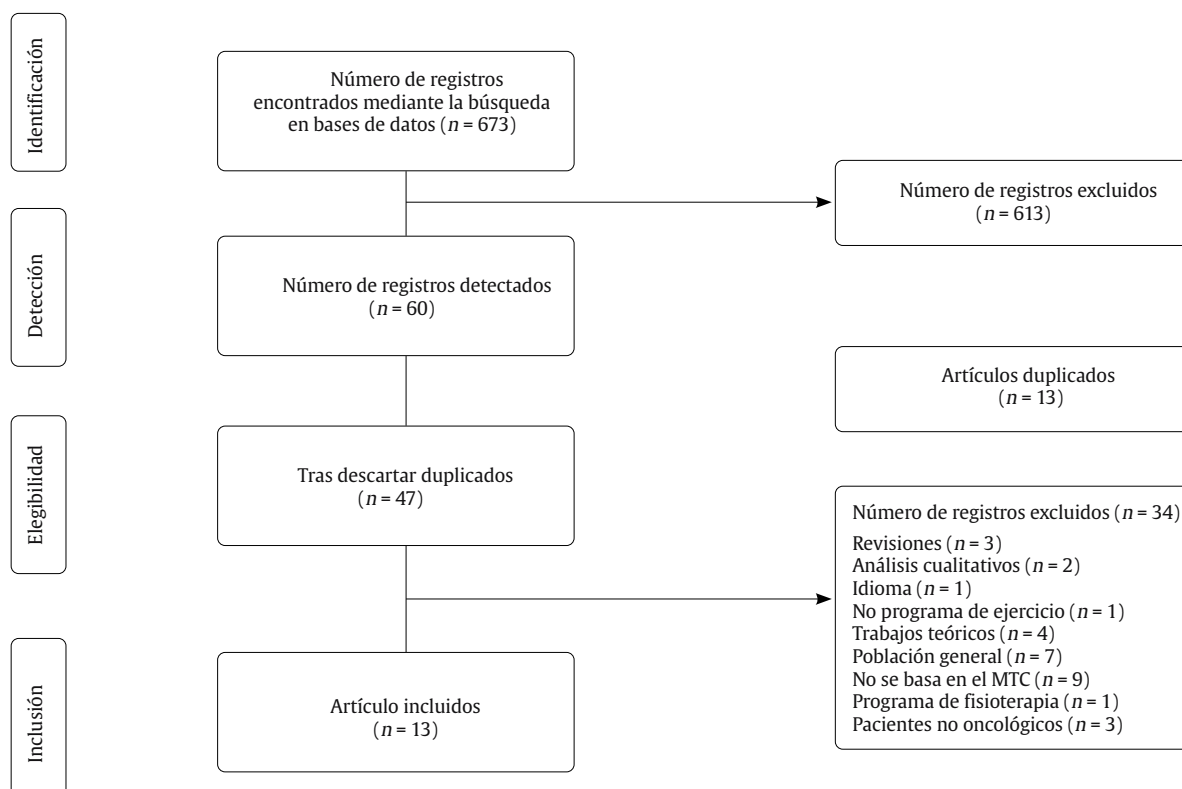 Identificación
Número de registros
encontrados mediante la búsqueda
en bases de datos (n = 673)
Número de registros excluidos
(n = 613)
Detección
Número de registros detectados
(n = 60)
Artículos duplicados
(n = 13)
Elegibilidad
Tras descartar duplicados
(n = 47)
Número de registros excluidos (n = 34)
Revisiones (n = 3)
Análisis cualitativos (n = 2)
Idioma (n = 1)
No programa de ejercicio (n = 1)
Trabajos teóricos (n = 4)
Población general (n = 7)
No se basa en el MTC (n = 9)
Programa de fisioterapia (n = 1)
Pacientes no oncológicos (n = 3)
Inclusión
Artículo incluidos
(n = 13)